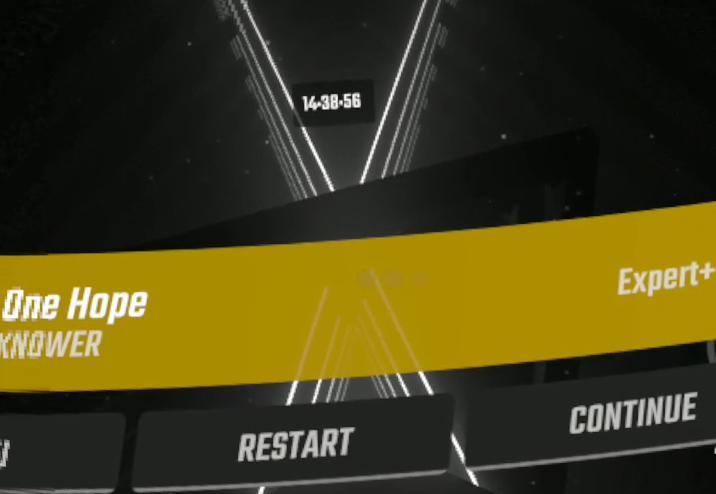 14:38:56
One Hope
KNOWER
Expert+
RESTART
CONTINUE